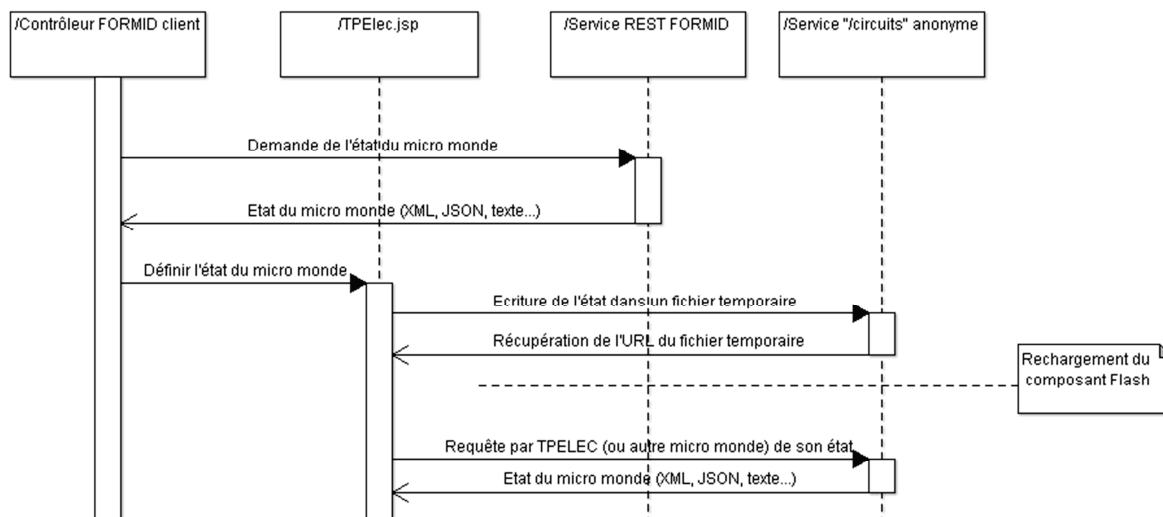 /Contrôleur FORMID client
/TPElec.jsp
/Service REST FORMID
/Service "/circuits" anonyme
Demande de l'état du micro monde
Etat du micro monde (XML, JSON, texte...)
Définir l'état du micro monde
Ecriture de l'état dans un fichier temporaire
Récupération de l'URL du fichier temporaire
Rechargement du
composant Flash
Requête par TPELEC (ou autre micro monde) de son état
Etat du micro monde (XML, JSON, texte...)